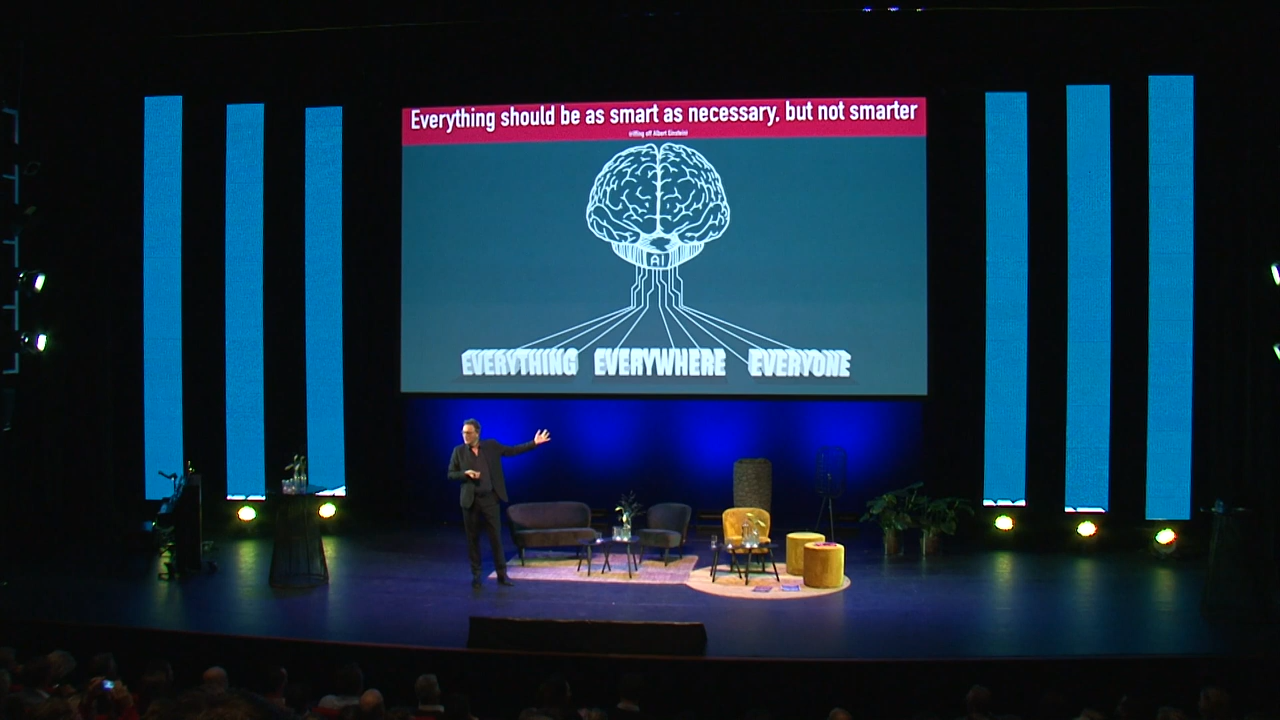 Everything should be as smart as necessary, but not smarter
(riffing off Albert Einstein)
AI
EVERYTHING EVERYWHERE EVERYONE